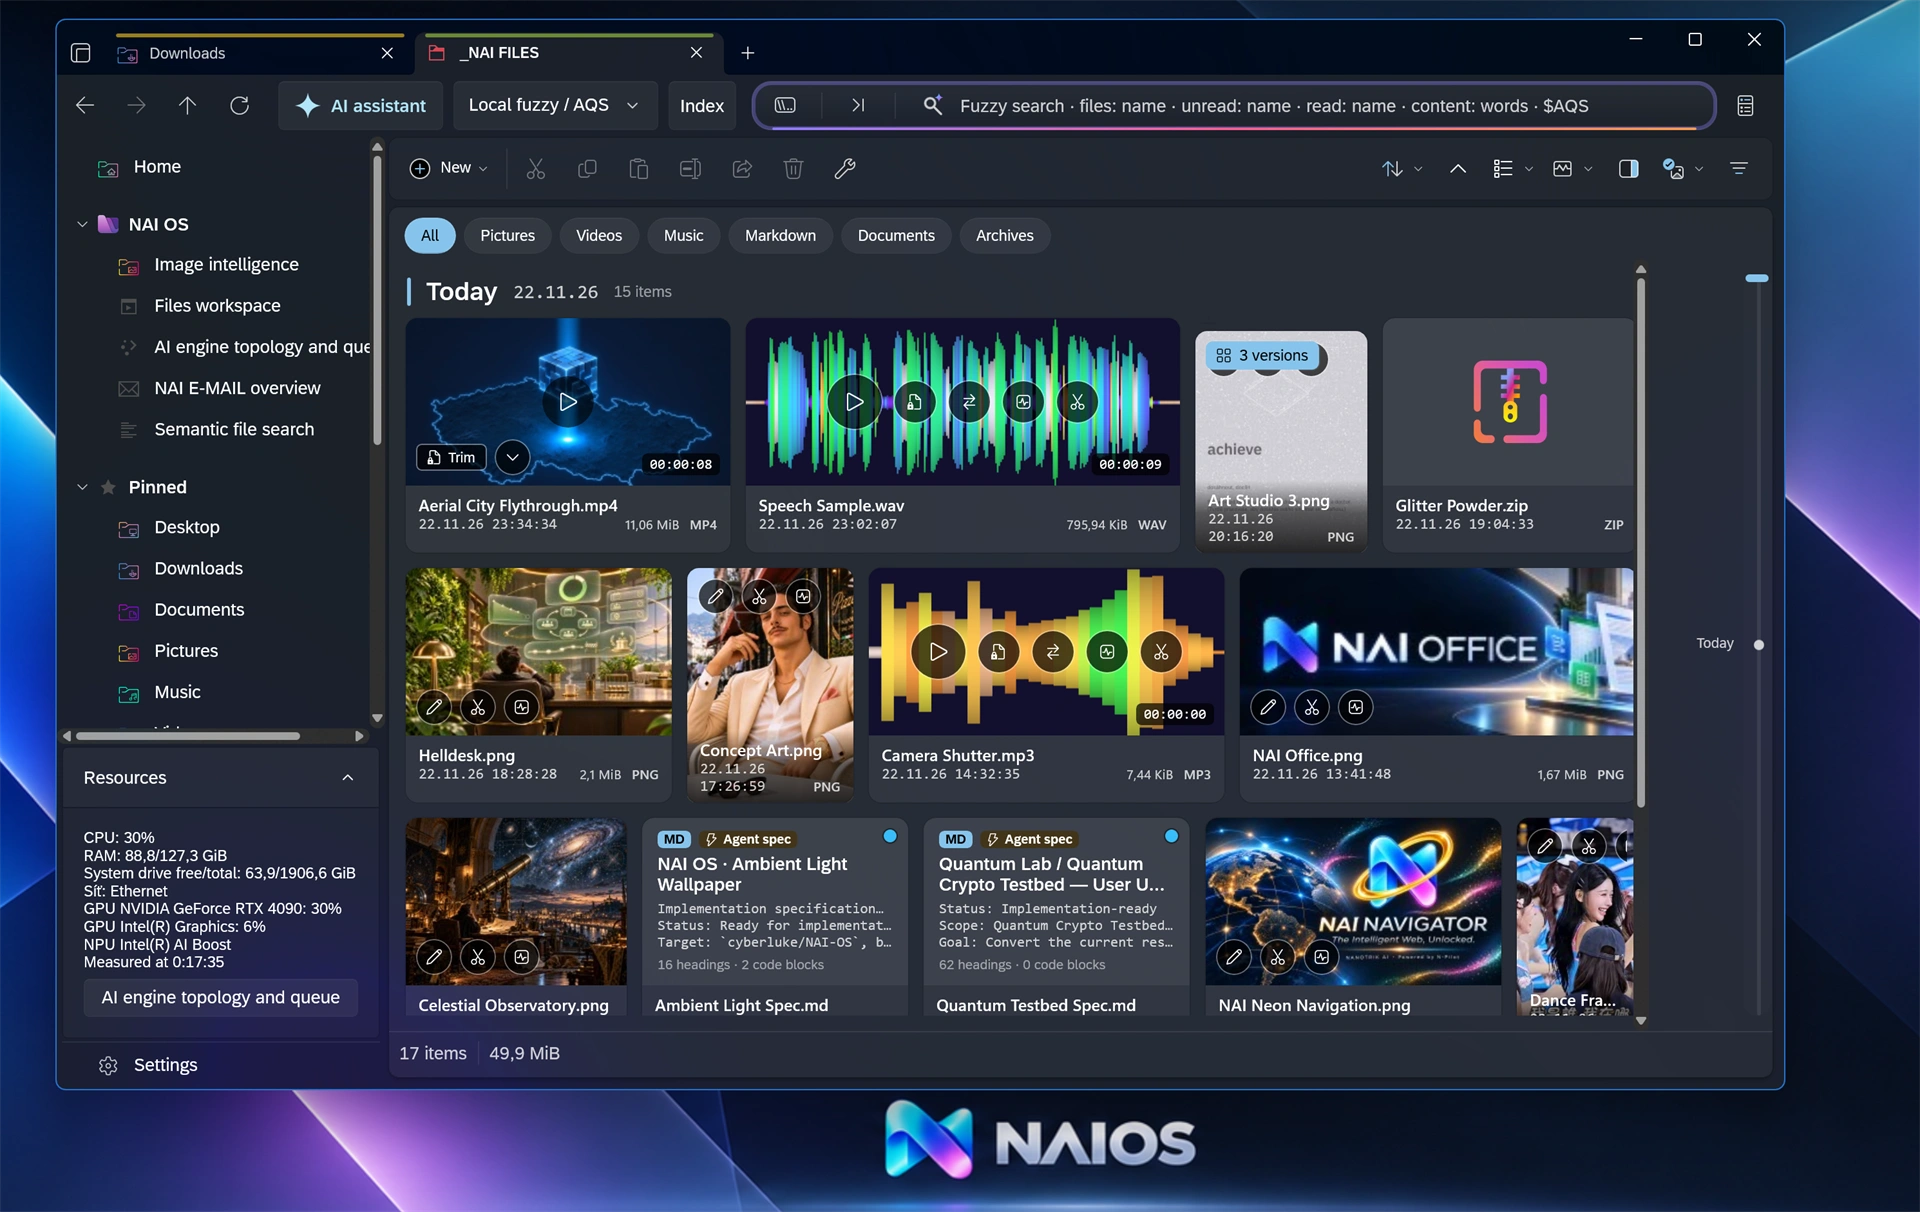 Downloads
_NAI FILES
AI assistant
Local fuzzy / AQS
Index
Fuzzy search · files: name · unread: name · read: name · content: words · $AQS
Home
NAI OS
Image intelligence
Files workspace
AI engine topology and que
NAI E-MAIL overview
Semantic file search
Pinned
Desktop
Downloads
Documents
Pictures
Music
Resources
CPU: 30%
RAM: 88,8/127,3 GiB
System drive free/total: 63,9/1906,6 GiB
Síť: Ethernet
GPU NVIDIA GeForce RTX 4090: 30%
GPU Intel(R) Graphics: 6%
NPU Intel(R) AI Boost
Measured at 0:17:35
AI engine topology and queue
Settings
New
All
Pictures
Videos
Music
Markdown
Documents
Archives
Today 22.11.26 15 items
Trim
00:00:08
Aerial City Flythrough.mp4
22.11.26 23:34:34 11,06 MiB MP4
00:00:09
Speech Sample.wav
22.11.26 23:02:07 795,94 KiB WAV
3 versions
achieve
Art Studio 3.png
22.11.26
20:16:20 PNG
Glitter Powder.zip
22.11.26 19:04:33 ZIP
Helldesk.png
22.11.26 18:28:28 2,1 MiB PNG
Concept Art.png
22.11.26
17:26:59 PNG
00:00:00
Camera Shutter.mp3
22.11.26 14:32:35 7,44 KiB MP3
NAI OFFICE
NAI Office.png
22.11.26 13:41:48 1,67 MiB PNG
Celestial Observatory.png
MD Agent spec
NAI OS · Ambient Light
Wallpaper
Implementation specification…
Status: Ready for implementat…
Target: `cyberluke/NAI-OS`, b…
16 headings · 2 code blocks
Ambient Light Spec.md
MD Agent spec
Quantum Lab / Quantum
Crypto Testbed — User U…
Status: Implementation-ready
Scope: Quantum Crypto Testbed…
Goal: Convert the current res…
62 headings · 0 code blocks
Quantum Testbed Spec.md
NAI NAVIGATOR
The Intelligent Web, Unlocked.
NAI Neon Navigation.png
Dance Fra...
Today
17 items
49,9 MiB
NAIOS